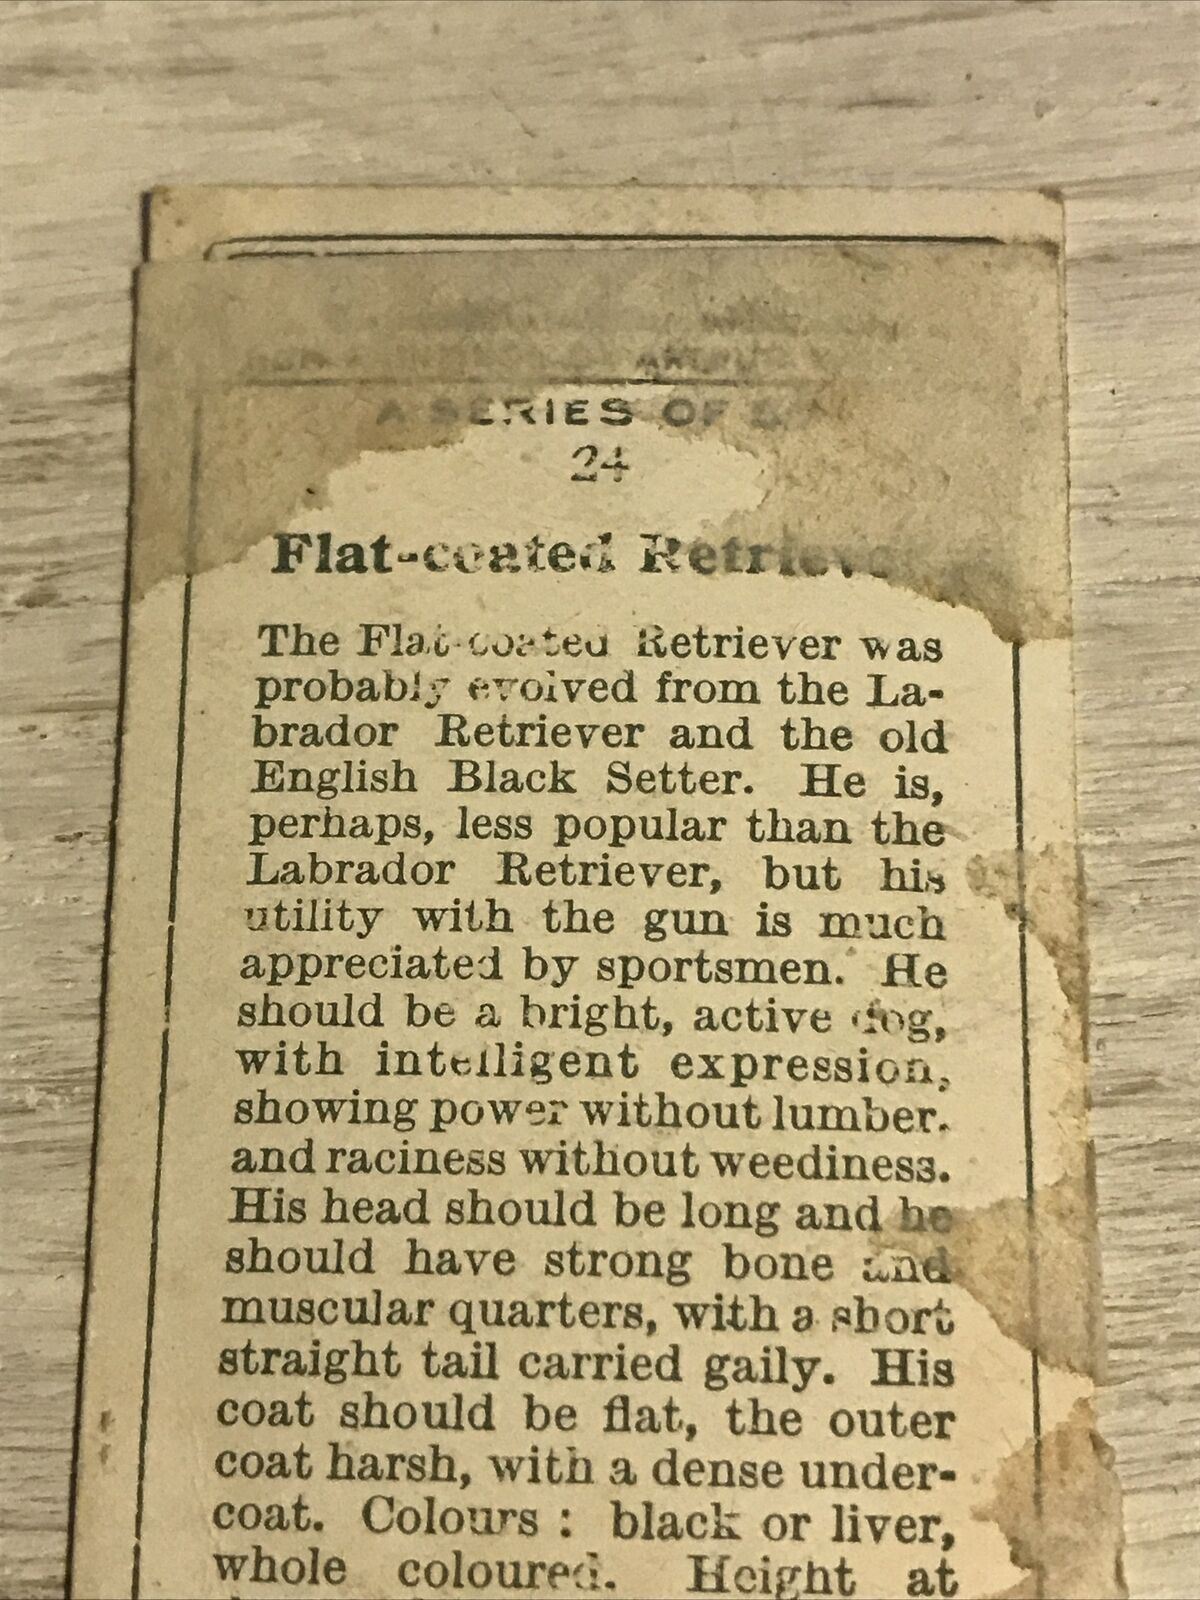 A SERIES OF
24
Flat-coated Retriever
The Flat-coated Retriever was
probably evolved from the La-
brador Retriever and the old
English Black Setter. He is,
perhaps, less popular than the
Labrador Retriever, but his
utility with the gun is much
appreciated by sportsmen. He
should be a bright, active dog,
with intelligent expression,
showing power without lumber,
and raciness without weediness.
His head should be long and he
should have strong bone and
muscular quarters, with a short
straight tail carried gaily. His
coat should be flat, the outer
coat harsh, with a dense under-
coat. Colours : black or liver,
whole coloured. Height at